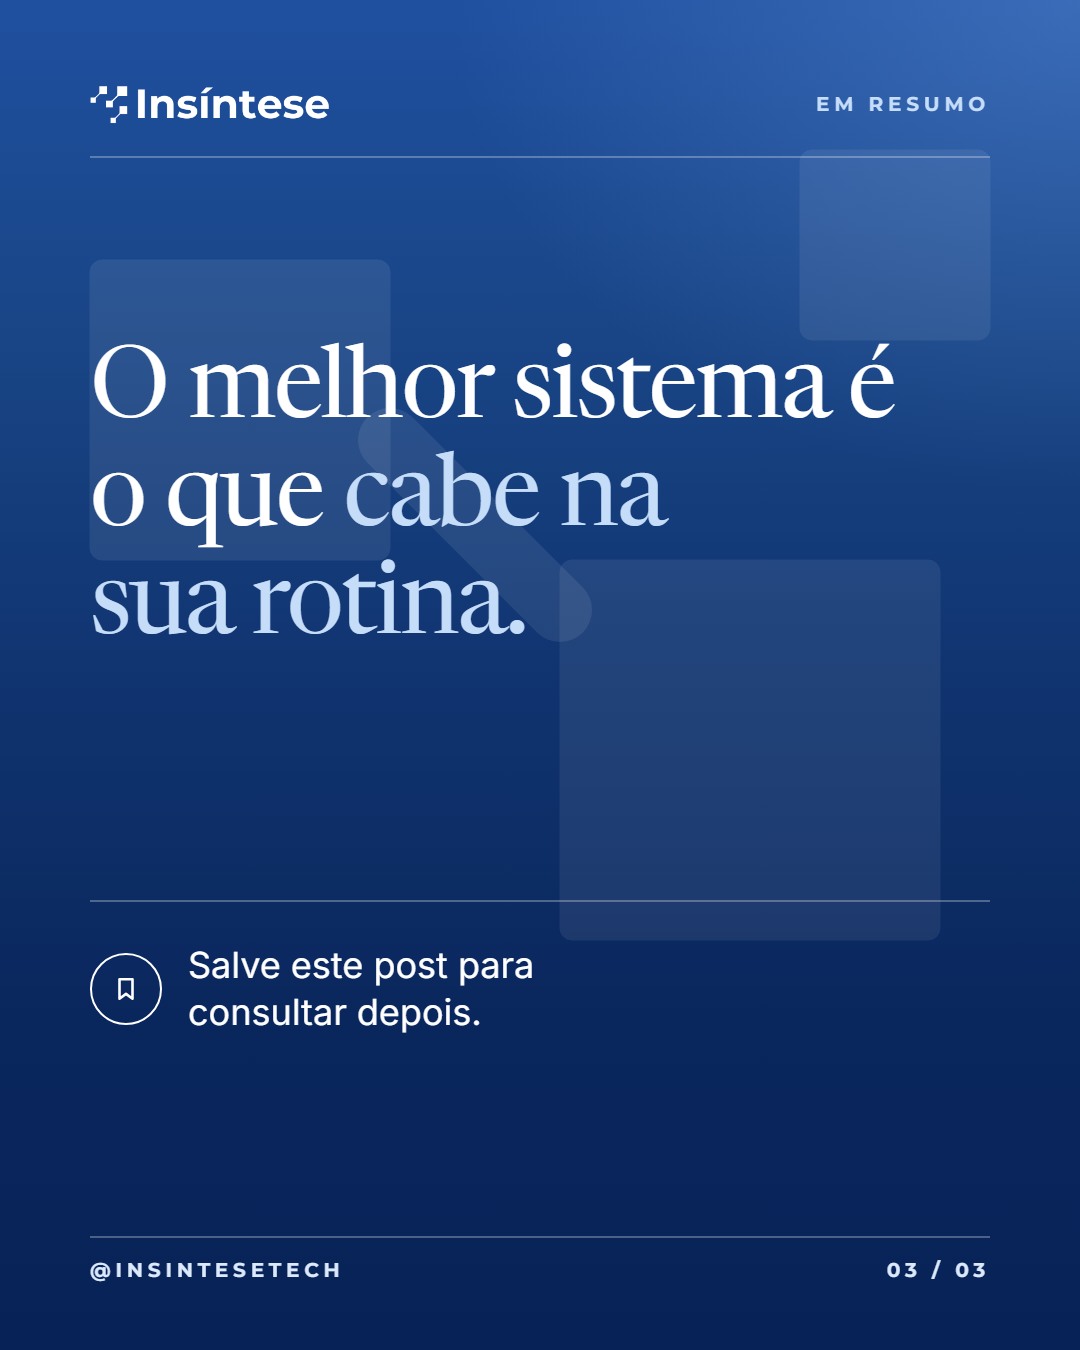 Insíntese
EM RESUMO
O melhor sistema é
o que cabe na
sua rotina.
Salve este post para
consultar depois.
@INSINTESETECH
03 / 03